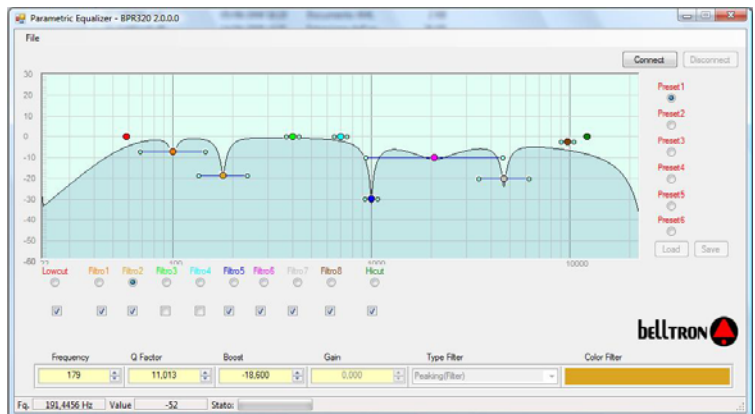 Parametric Equalizer - BPR320 2.0.0.0
File
Connect Disconnect
30
20
10
0
-10
-20
-30
-40
-50
-60
100 1000 10000
Preset1
Preset2
Preset3
Preset4
Preset5
Preset6
Load Save
Lowcut Filtro1 Filtro2 Filtro3 Filtro4 Filtro5 Filtro6 Filtro7 Filtro8 Hicut
belltron
Frequency Q Factor Boost Gain Type Filter Color Filter
179 11,013 -18,600 0,000 Peaking(Filter)
Fq. 191,4456 Hz Value -52 Stato: